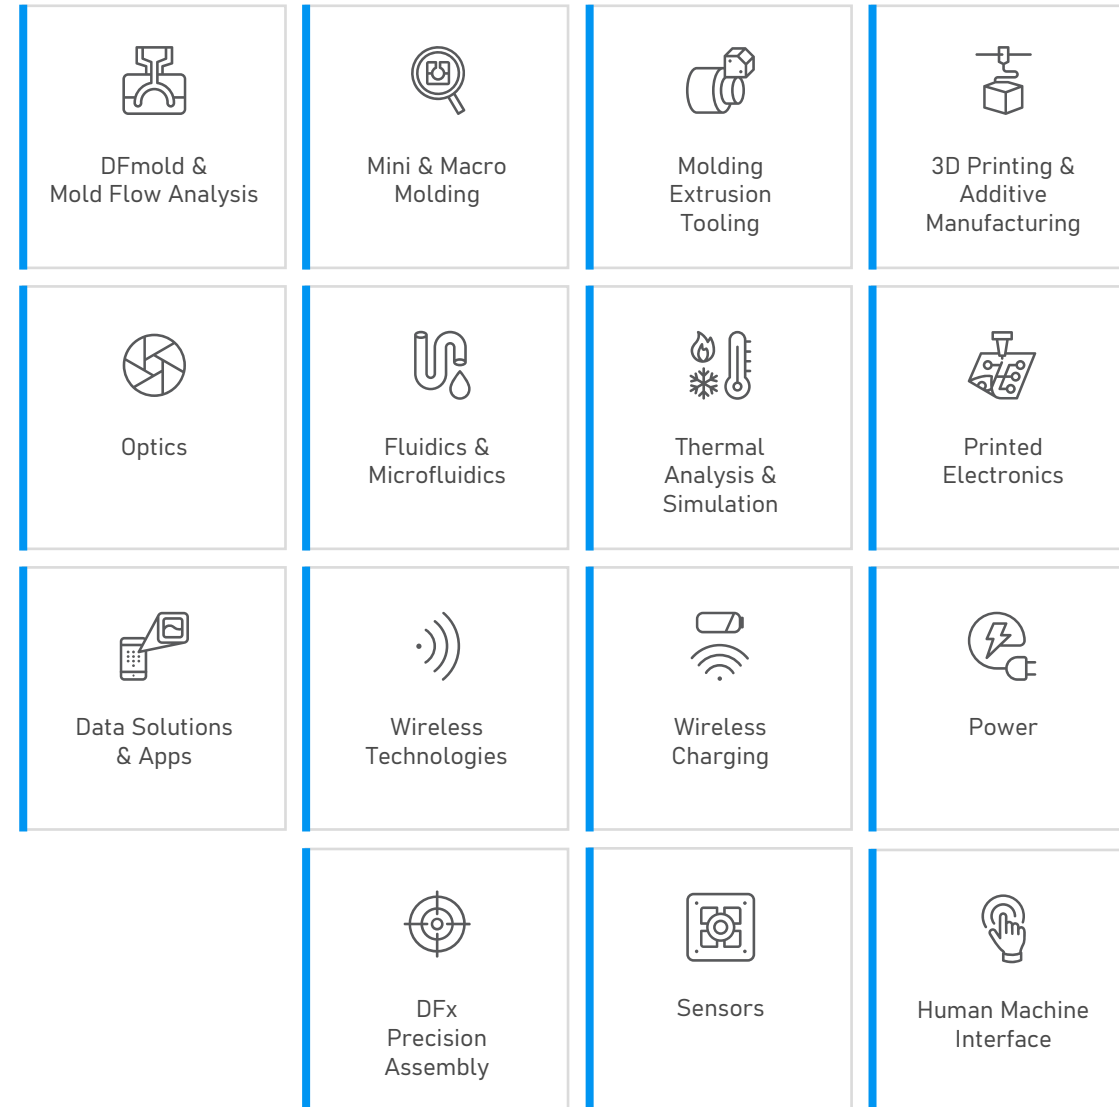 DFmold &
Mold Flow Analysis
Mini & Macro
Molding
Molding
Extrusion
Tooling
3D Printing &
Additive
Manufacturing
Optics
Fluidics &
Microfluidics
Thermal
Analysis &
Simulation
Printed
Electronics
Data Solutions
& Apps
Wireless
Technologies
Wireless
Charging
Power
DFx
Precision
Assembly
Sensors
Human Machine
Interface